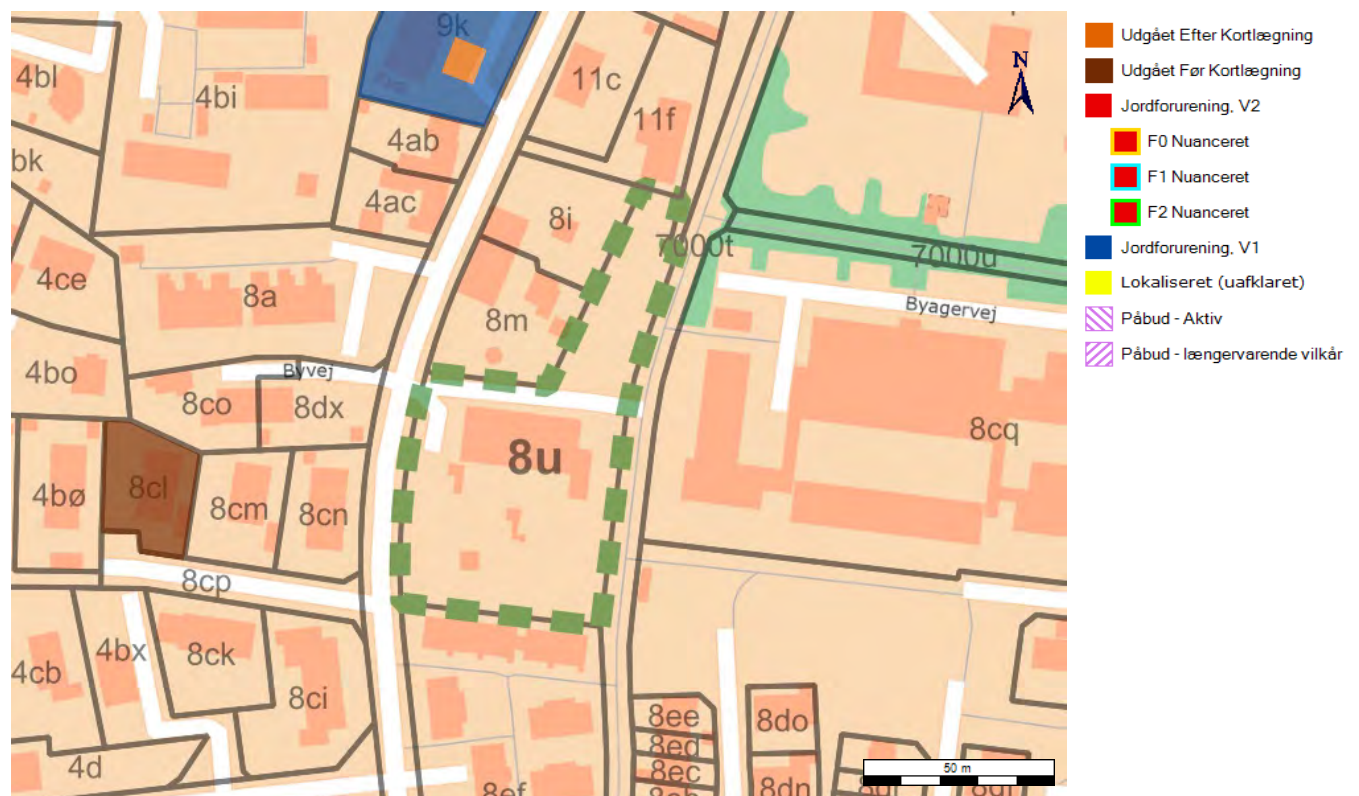 9k
4bl
4bi
11c
11f
4ab
bk
4ac
8i
7000t
7000u
4ce
8a
8m
Byagervej
4bo
Byvej
8co
8dx
8cq
8u
4bø
8cl
8cm
8cn
8cp
4cb
4bx
8ck
8ci
8ee
8do
8ed
4d
8ec
8ef
8dn
N
50 m
Udgået Efter Kortlægning
Udgået Før Kortlægning
Jordforurening, V2
F0 Nuanceret
F1 Nuanceret
F2 Nuanceret
Jordforurening, V1
Lokaliseret (uafklaret)
Påbud - Aktiv
Påbud - længervarende vilkår